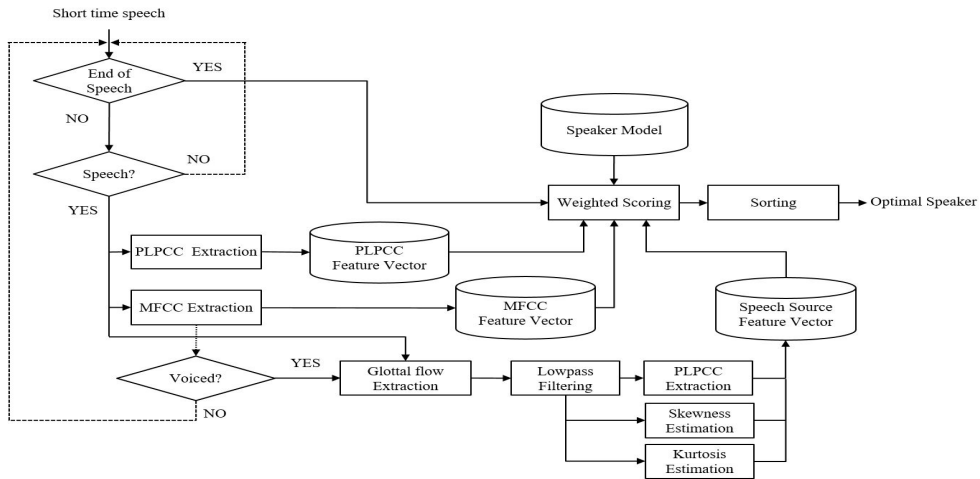 Short time speech
End of
Speech
YES
NO
Speech?
NO
YES
Speaker Model
Weighted Scoring
Sorting
Optimal Speaker
PLPCC Extraction
PLPCC
Feature Vector
MFCC Extraction
MFCC
Feature Vector
Speech Source
Feature Vector
Voiced?
YES
NO
Glottal flow
Extraction
Lowpass
Filtering
PLPCC
Extraction
Skewness
Estimation
Kurtosis
Estimation